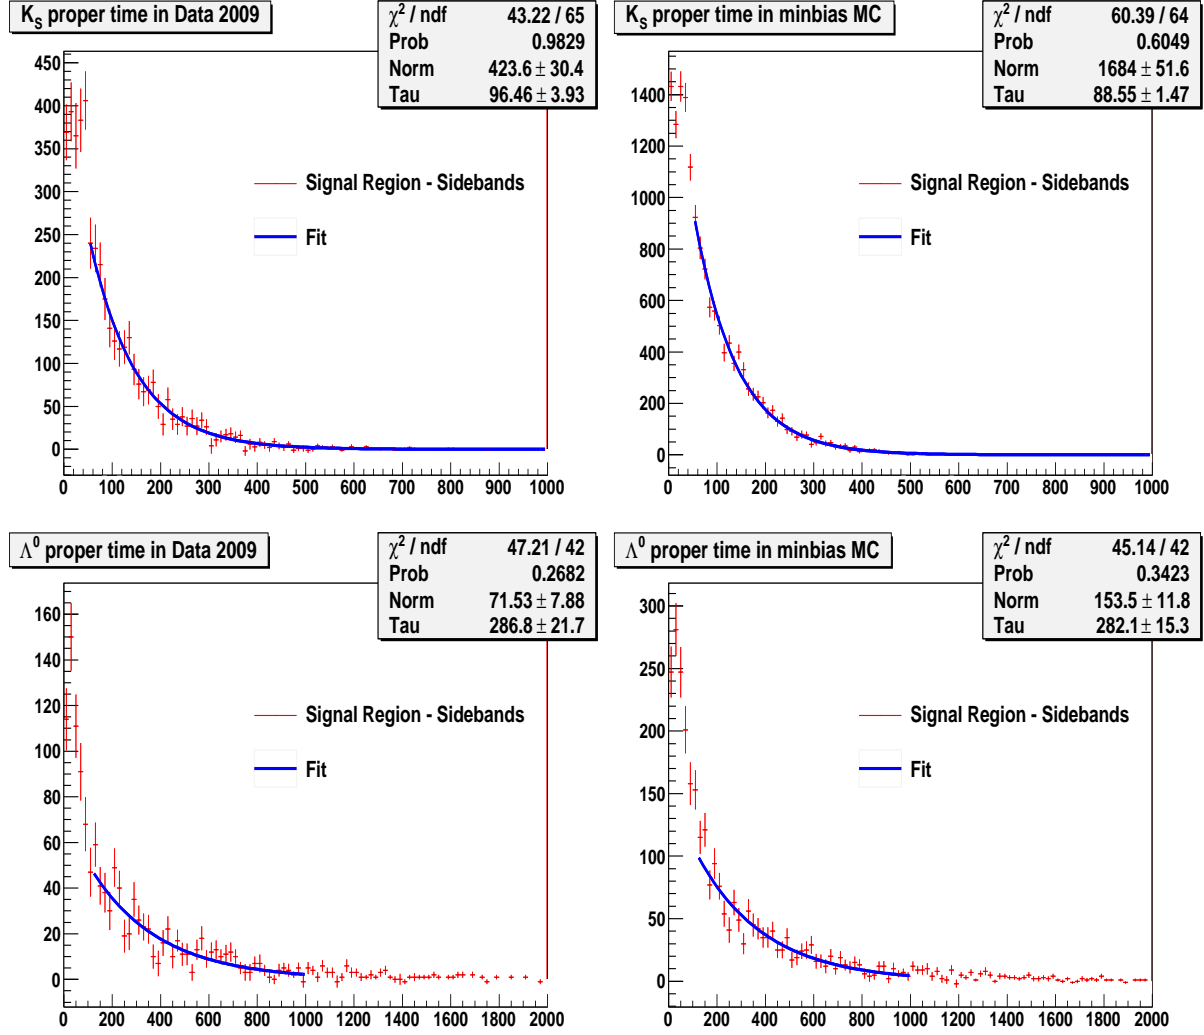 K_S proper time in Data 2009
χ² / ndf 43.22 / 65
Prob 0.9829
Norm 423.6 ± 30.4
Tau 96.46 ± 3.93
450
400
350
300
250
200
150
100
50
0
Signal Region - Sidebands
Fit
0 100 200 300 400 500 600 700 800 900 1000
K_S proper time in minbias MC
χ² / ndf 60.39 / 64
Prob 0.6049
Norm 1684 ± 51.6
Tau 88.55 ± 1.47
1400
1200
1000
800
600
400
200
0
Signal Region - Sidebands
Fit
0 100 200 300 400 500 600 700 800 900 1000
Λ⁰ proper time in Data 2009
χ² / ndf 47.21 / 42
Prob 0.2682
Norm 71.53 ± 7.88
Tau 286.8 ± 21.7
160
140
120
100
80
60
40
20
0
Signal Region - Sidebands
Fit
0 200 400 600 800 1000 1200 1400 1600 1800 2000
Λ⁰ proper time in minbias MC
χ² / ndf 45.14 / 42
Prob 0.3423
Norm 153.5 ± 11.8
Tau 282.1 ± 15.3
300
250
200
150
100
50
0
Signal Region - Sidebands
Fit
0 200 400 600 800 1000 1200 1400 1600 1800 2000